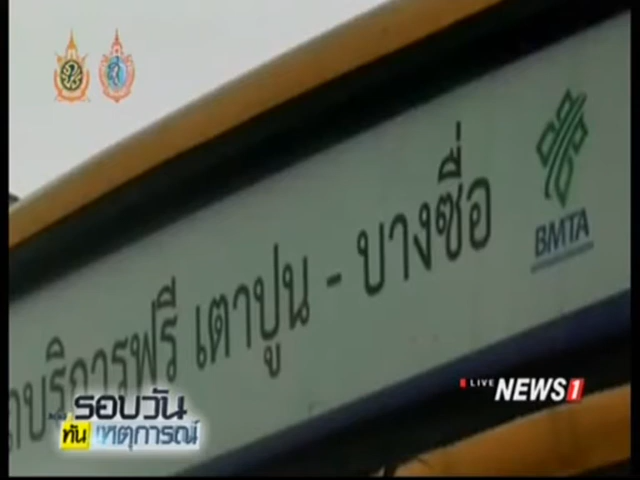 บริการฟรี เตาปูน - บางซื่อ
BMTA
LIVE NEWS1
รอบวัน
ทัน เหตุการณ์